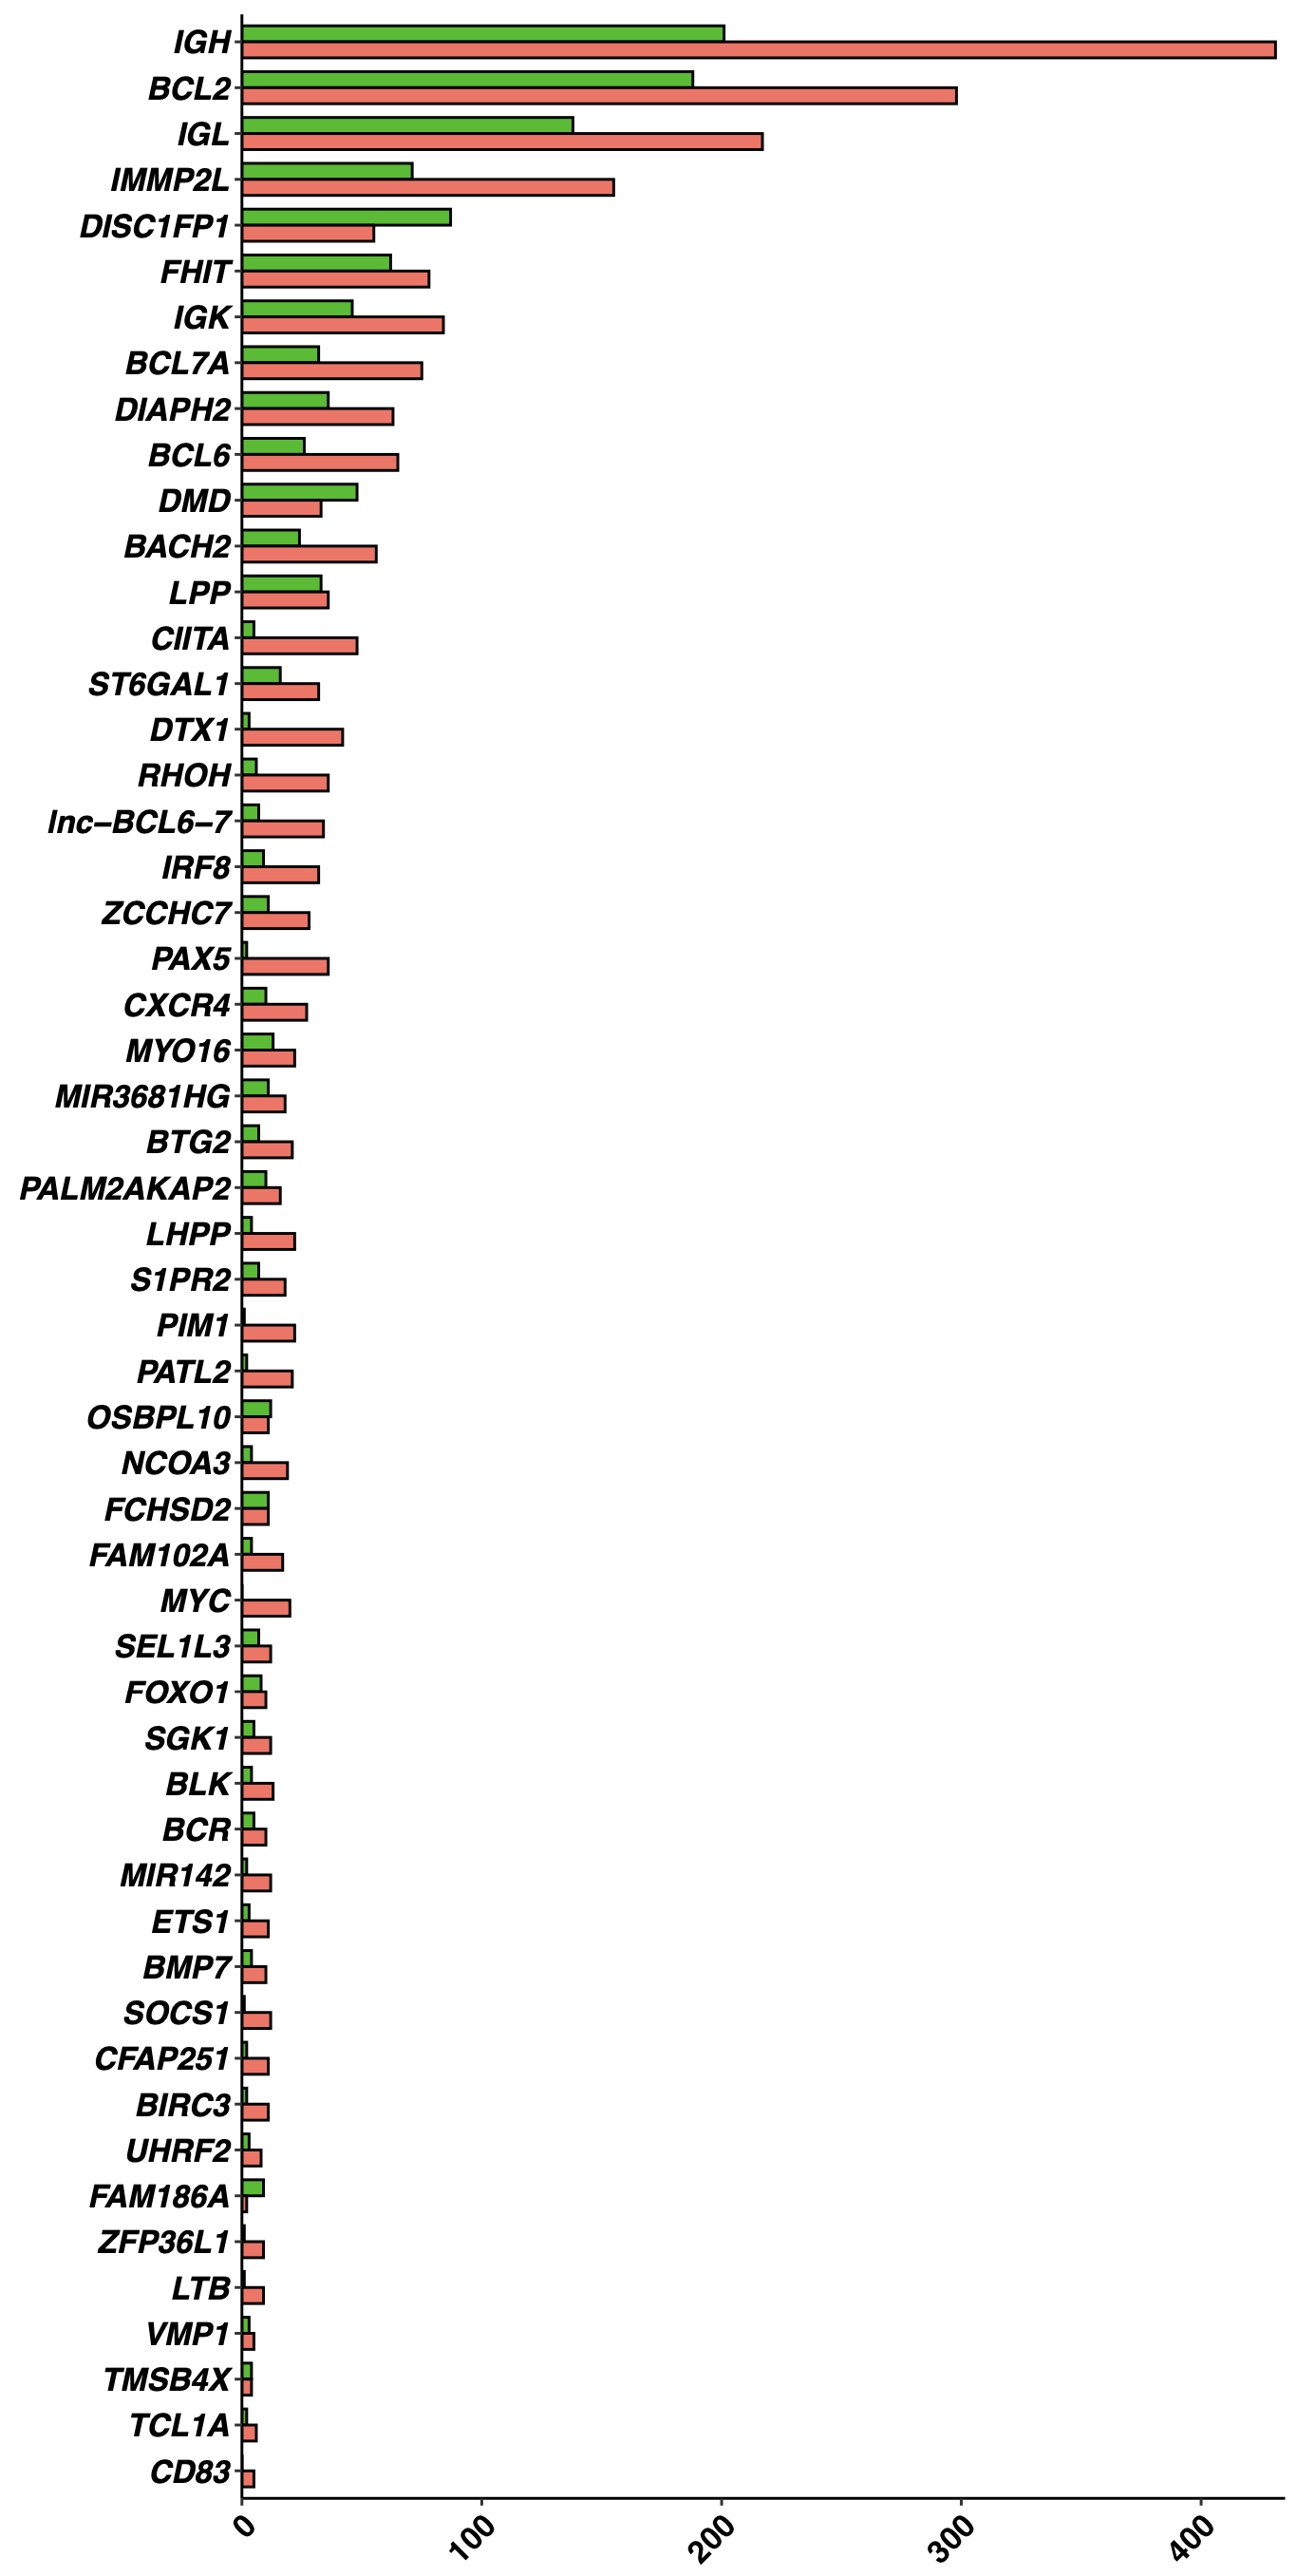 IGH
BCL2
IGL
IMMP2L
DISC1FP1
FHIT
IGK
BCL7A
DIAPH2
BCL6
DMD
BACH2
LPP
CIITA
ST6GAL1
DTX1
RHOH
lnc−BCL6−7
IRF8
ZCCHC7
PAX5
CXCR4
MYO16
MIR3681HG
BTG2
PALM2AKAP2
LHPP
S1PR2
PIM1
PATL2
OSBPL10
NCOA3
FCHSD2
FAM102A
MYC
SEL1L3
FOXO1
SGK1
BLK
BCR
MIR142
ETS1
BMP7
SOCS1
CFAP251
BIRC3
UHRF2
FAM186A
ZFP36L1
LTB
VMP1
TMSB4X
TCL1A
CD83
0 100 200 300 400